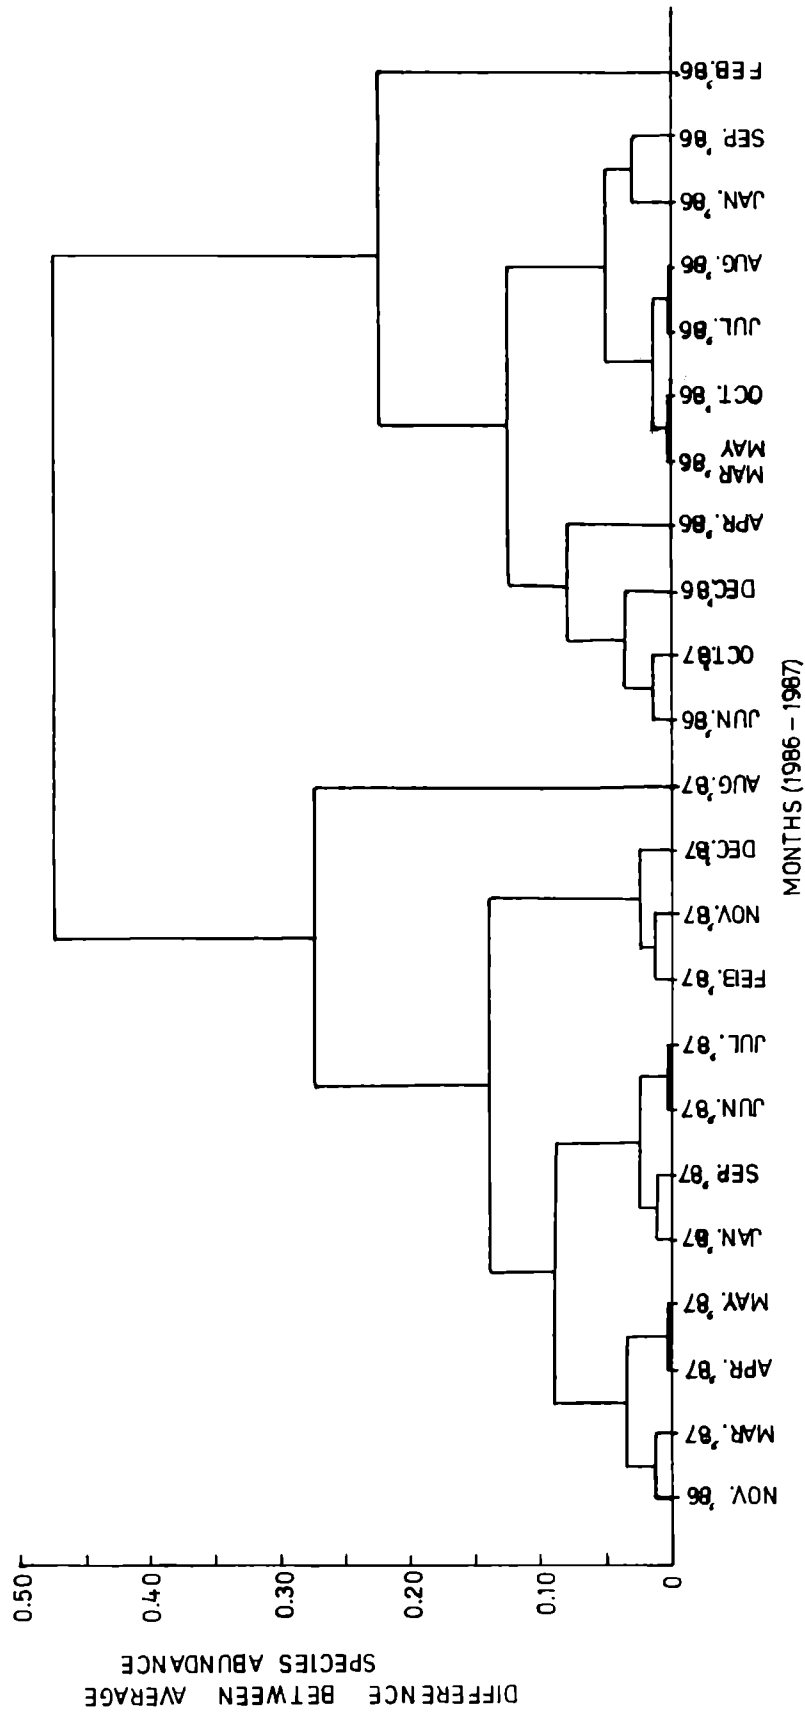 DIFFERENCE BETWEEN AVERAGE
SPECIES ABUNDANCE
0.50
0.40
0.30
0.20
0.10
0
NOV. '86
MAR. '87
APR. '87
MAY. '87
JAN. '87
SEP. '87
JUN. '87
JUL. '87
FEB. '87
NOV. '87
DEC. '87
AUG. '87
JUN. '86
OCT. '87
DEC. '86
APR. '86
MAR, MAY '86
OCT. '86
JUL. '86
AUG. '86
JAN. '86
SEP. '86
FEB. '86
MONTHS (1986 - 1987)